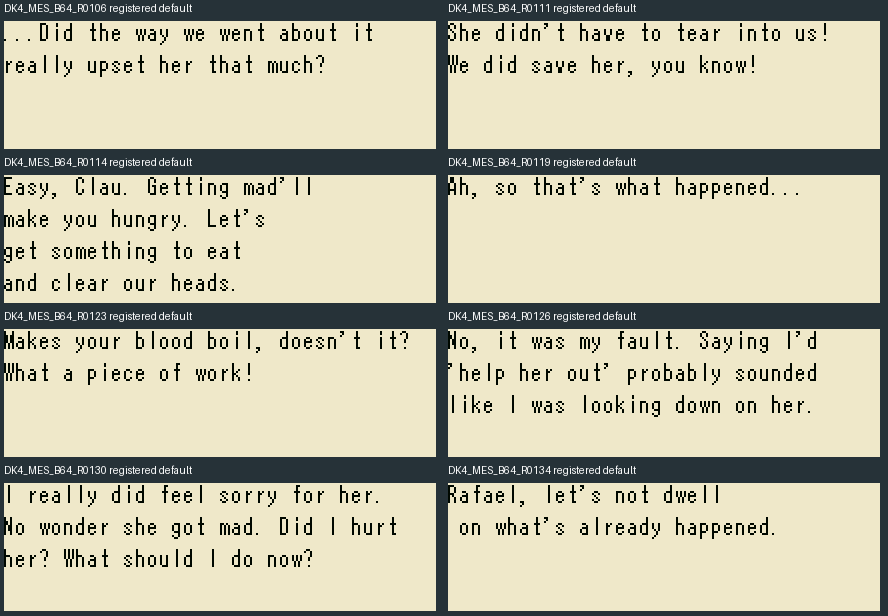 DK4_MES_B64_R0106 registered default
...Did the way we went about it
really upset her that much?
DK4_MES_B64_R0111 registered default
She didn't have to tear into us!
We did save her, you know!
DK4_MES_B64_R0114 registered default
Easy, Clau. Getting mad'll
make you hungry. Let's
get something to eat
and clear our heads.
DK4_MES_B64_R0119 registered default
Ah, so that's what happened...
DK4_MES_B64_R0123 registered default
Makes your blood boil, doesn't it?
What a piece of work!
DK4_MES_B64_R0126 registered default
No, it was my fault. Saying I'd
'help her out' probably sounded
like I was looking down on her.
DK4_MES_B64_R0130 registered default
I really did feel sorry for her.
No wonder she got mad. Did I hurt
her? What should I do now?
DK4_MES_B64_R0134 registered default
Rafael, let's not dwell
on what's already happened.